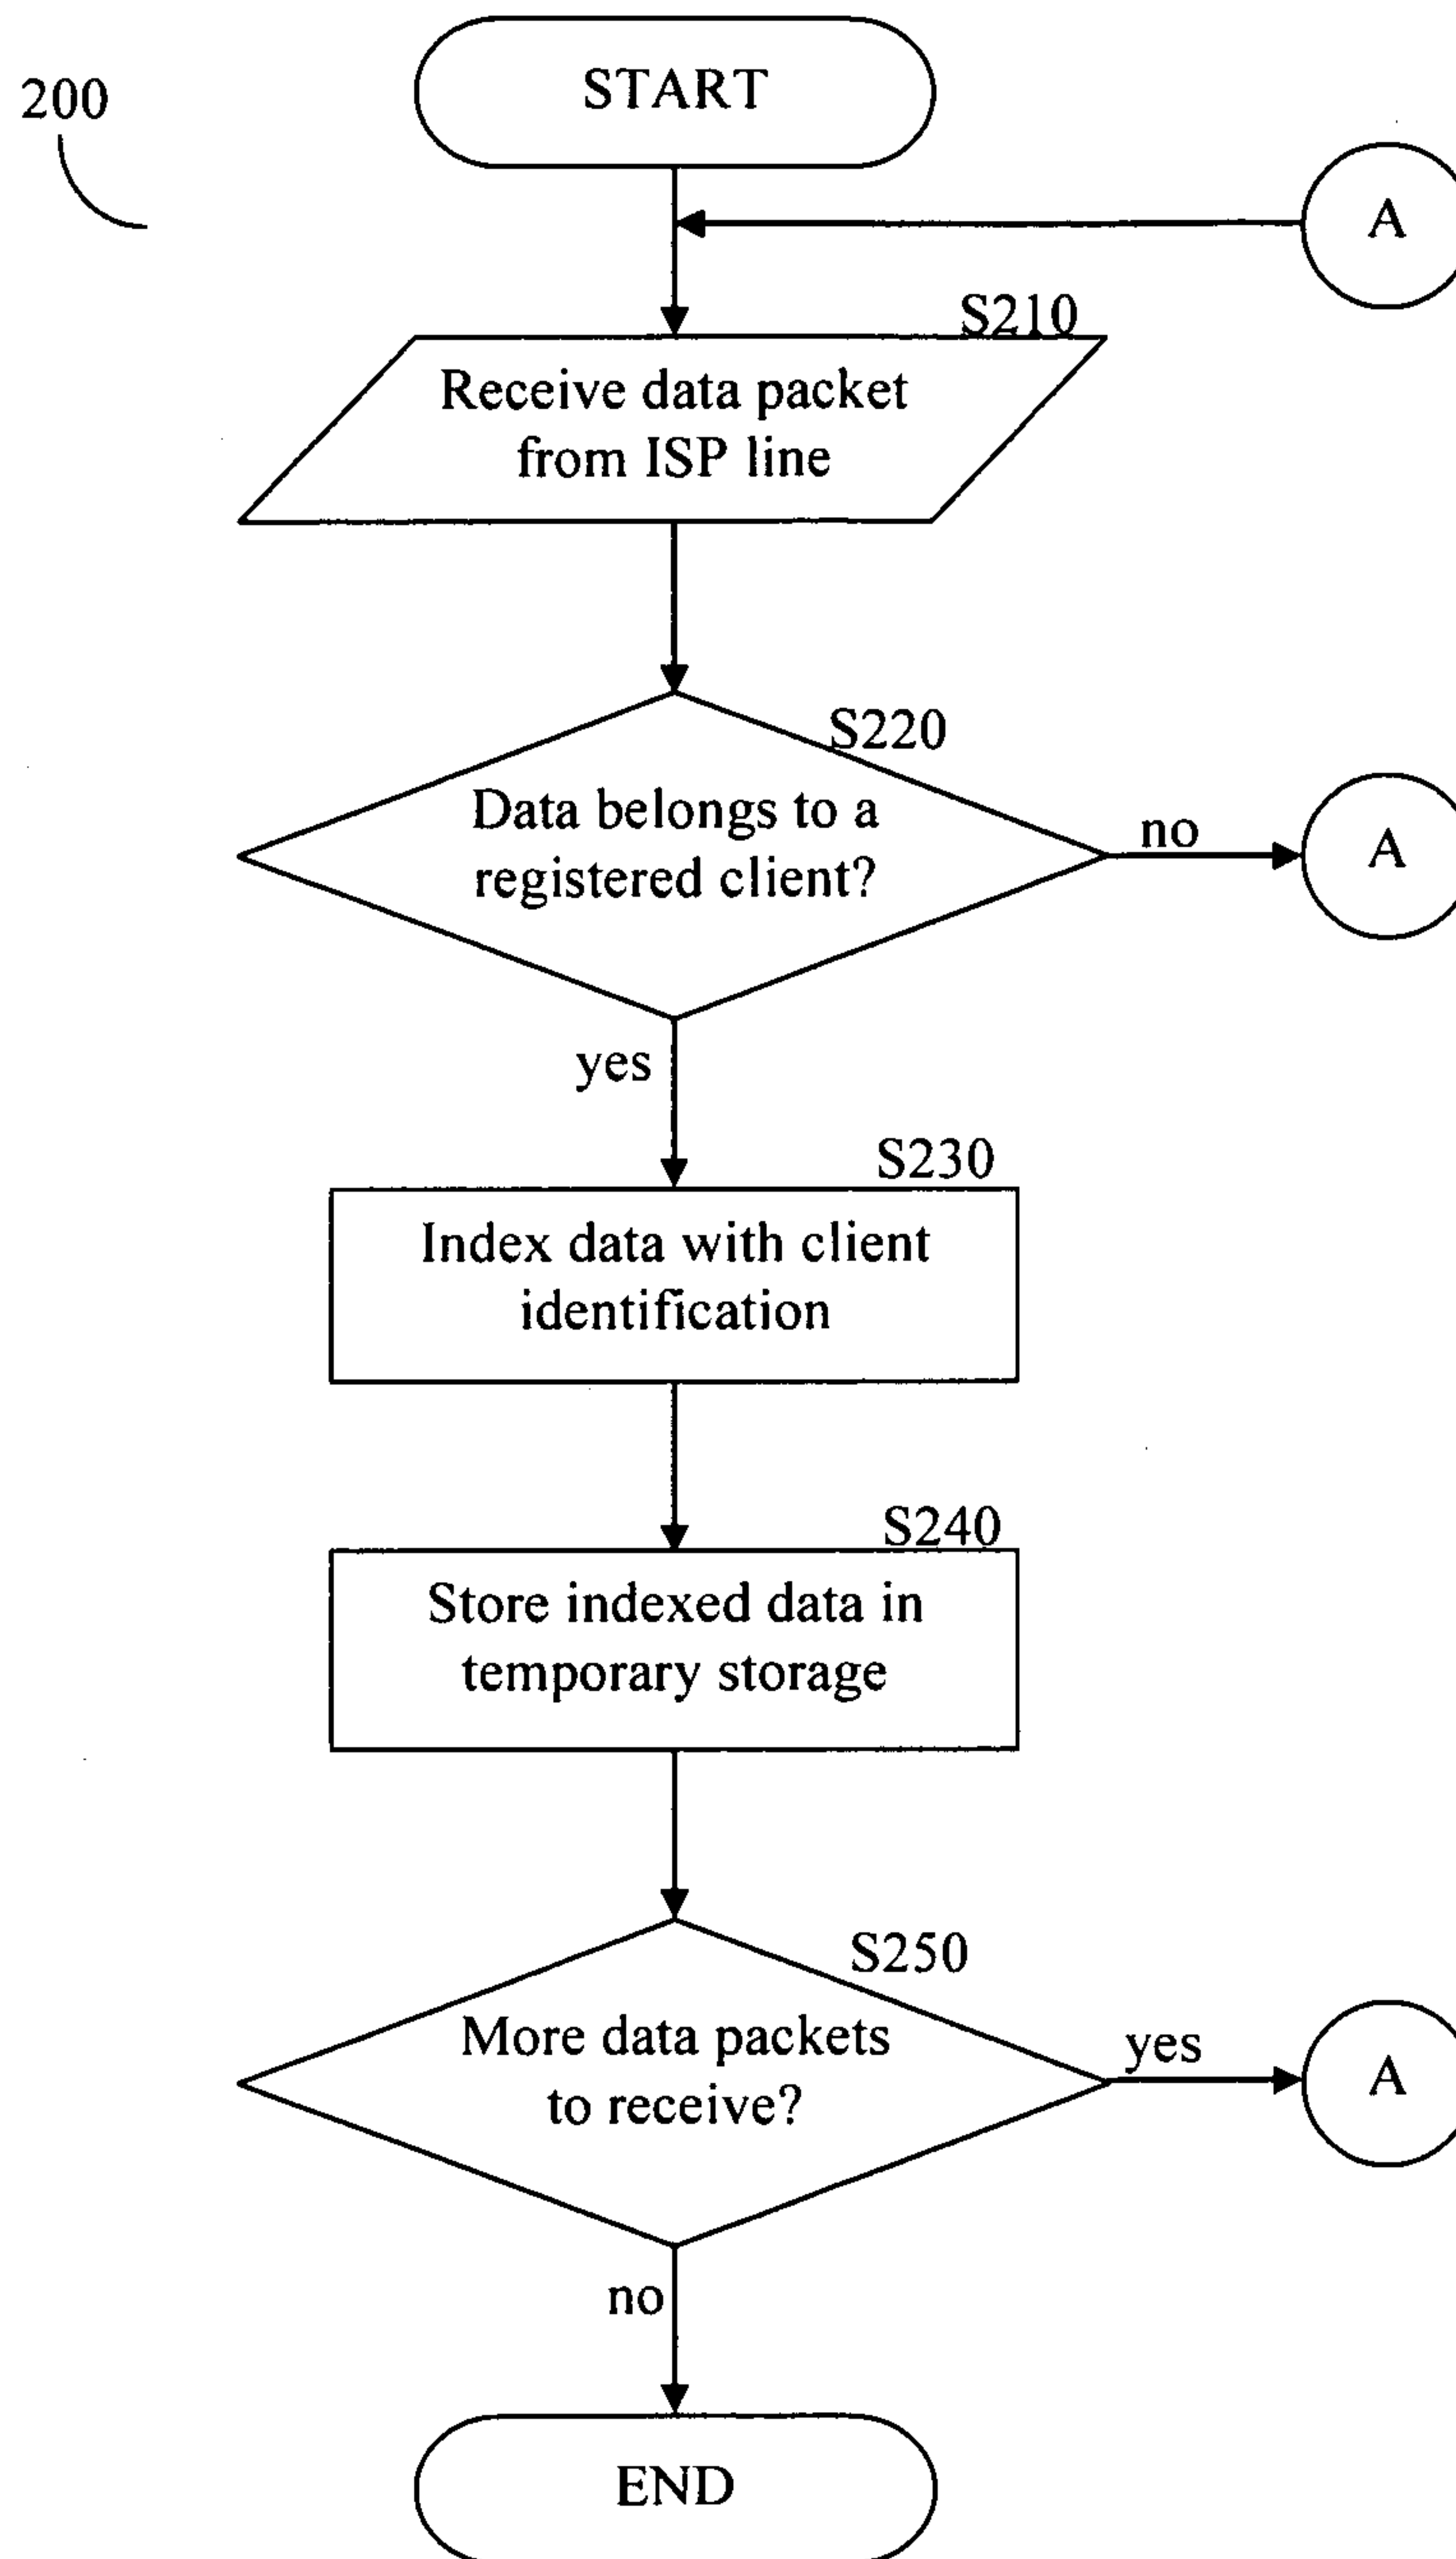 START
200
A
S210
Receive data packet
from ISP line
S220
Data belongs to a
registered client?
no
A
yes
S230
Index data with client
identification
S240
Store indexed data in
temporary storage
S250
More data packets
to receive?
yes
A
no
END